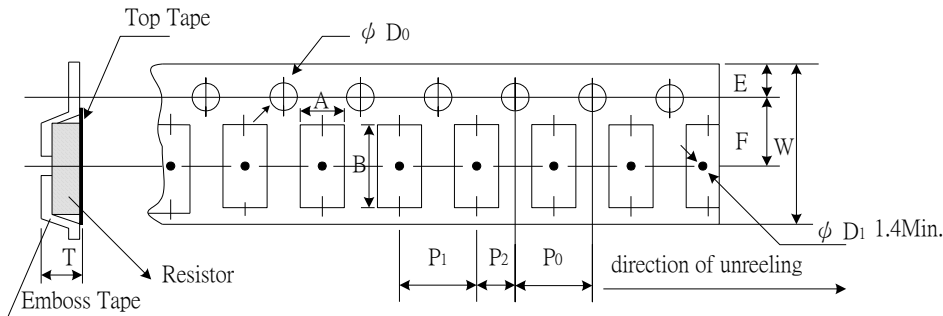 Top Tape
ϕ D0
E
A
F
W
B
ϕ D1 1.4Min.
T
P1
P2
P0
direction of unreeling
Resistor
Emboss Tape